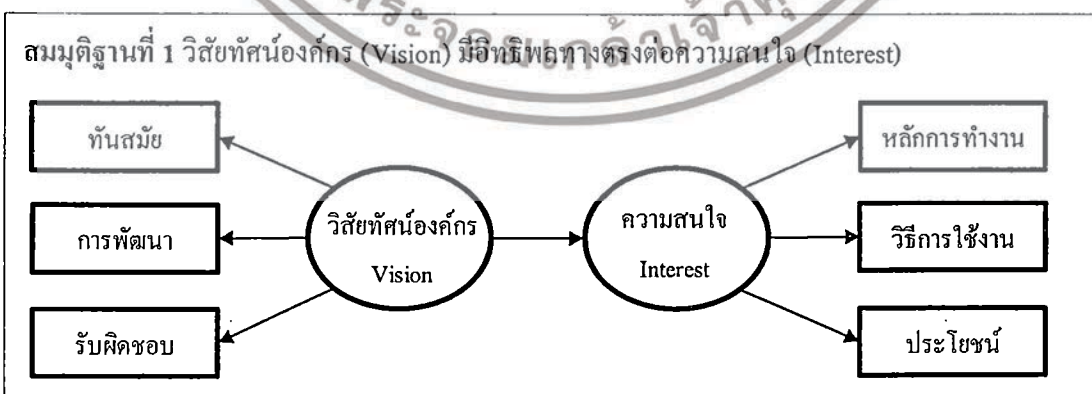 สมมุติฐานที่ 1 วิสัยทัศน์องค์กร (Vision) มีอิทธิพลทางตรงต่อความสนใจ (Interest)
ทันสมัย
หลักการทำงาน
การพัฒนา
วิสัยทัศน์องค์กร
Vision
ความสนใจ
Interest
วิธีการใช้งาน
รับผิดชอบ
ประโยชน์